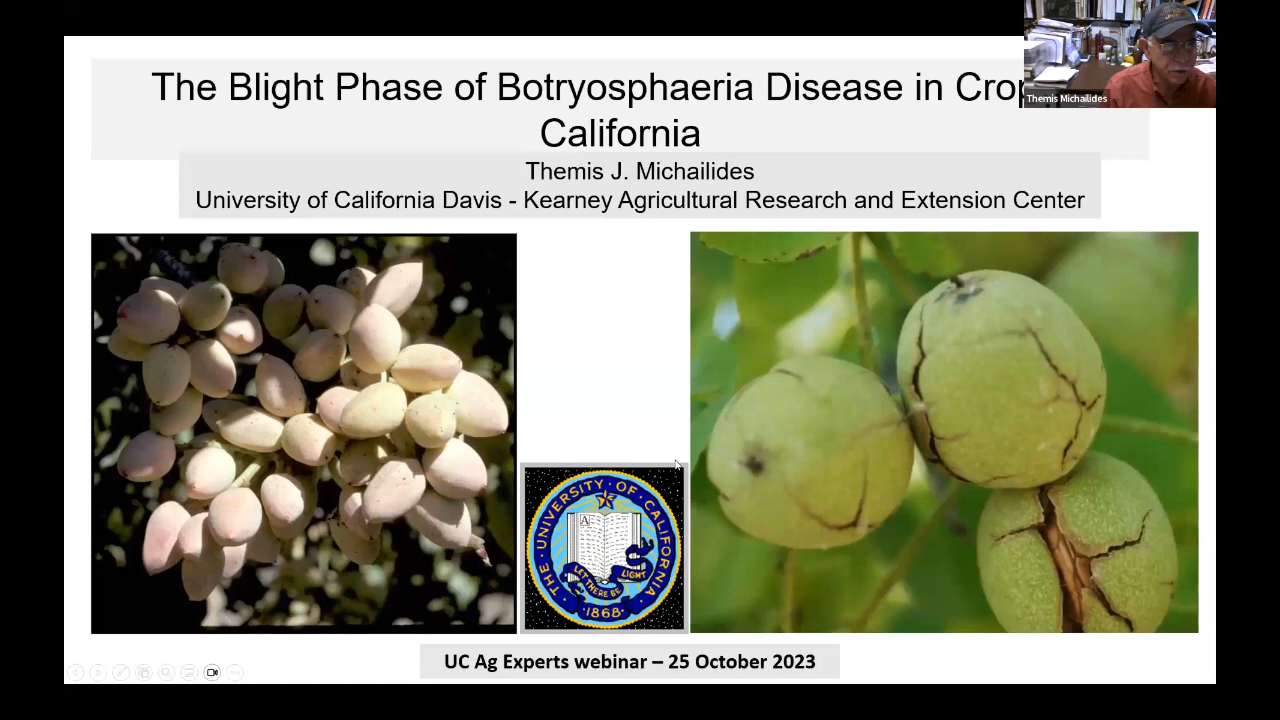 The Blight Phase of Botryosphaeria Disease in Cro
California
Themis Michailides
Themis J. Michailides
University of California Davis - Kearney Agricultural Research and Extension Center
THE · UNIVERSITY · OF · CALIFORNIA
A
LET THERE BE LIGHT
·1868·
UC Ag Experts webinar – 25 October 2023